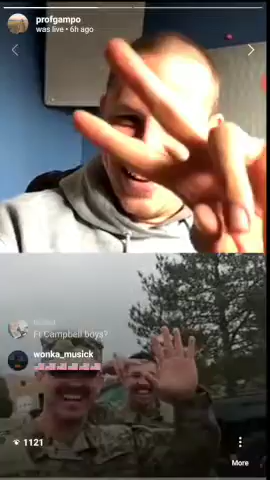 profgampo
was live • 6h ago
Ft Campbell boys?
wonka_musick
🇺🇸🇺🇸🇺🇸🇺🇸🇺🇸🇺🇸🇺🇸
1121
More